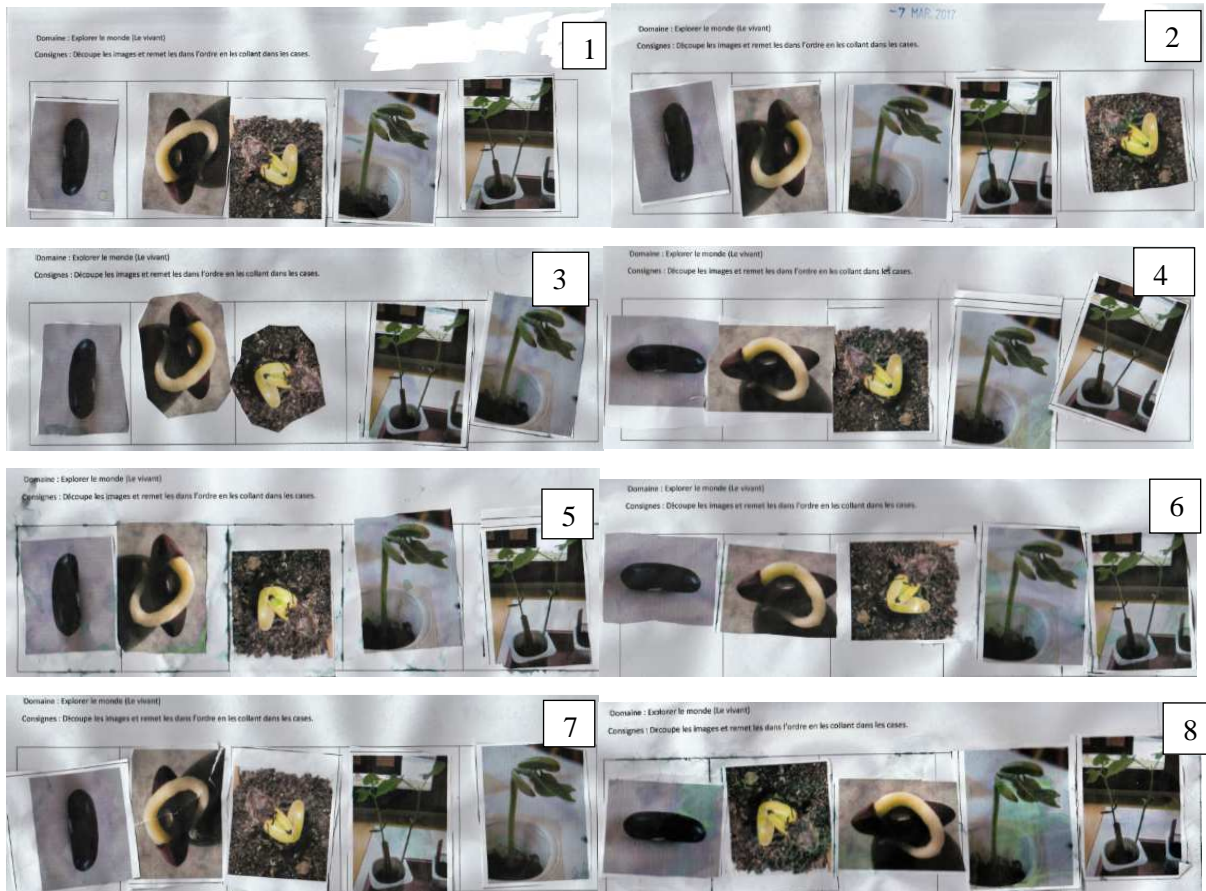 Domaine : Explorer le monde (Le vivant)
Consignes : Découpe les images et remet les dans l'ordre en les collant dans les cases.
1
-7 MAR. 2017
Domaine : Explorer le monde (Le vivant)
Consignes : Découpe les images et remet les dans l'ordre en les collant dans les cases.
2
Domaine : Explorer le monde (Le vivant)
Consignes : Découpe les images et remet les dans l'ordre en les collant dans les cases.
3
Domaine : Explorer le monde (Le vivant)
Consignes : Découpe les images et remet les dans l'ordre en les collant dans les cases.
4
Domaine : Explorer le monde (Le vivant)
Consignes : Découpe les images et remet les dans l'ordre en les collant dans les cases.
5
Domaine : Explorer le monde (Le vivant)
Consignes : Découpe les images et remet les dans l'ordre en les collant dans les cases.
6
Domaine : Explorer le monde (Le vivant)
Consignes : Découpe les images et remet les dans l'ordre en les collant dans les cases.
7
Domaine : Explorer le monde (Le vivant)
Consignes : Découpe les images et remet les dans l'ordre en les collant dans les cases.
8